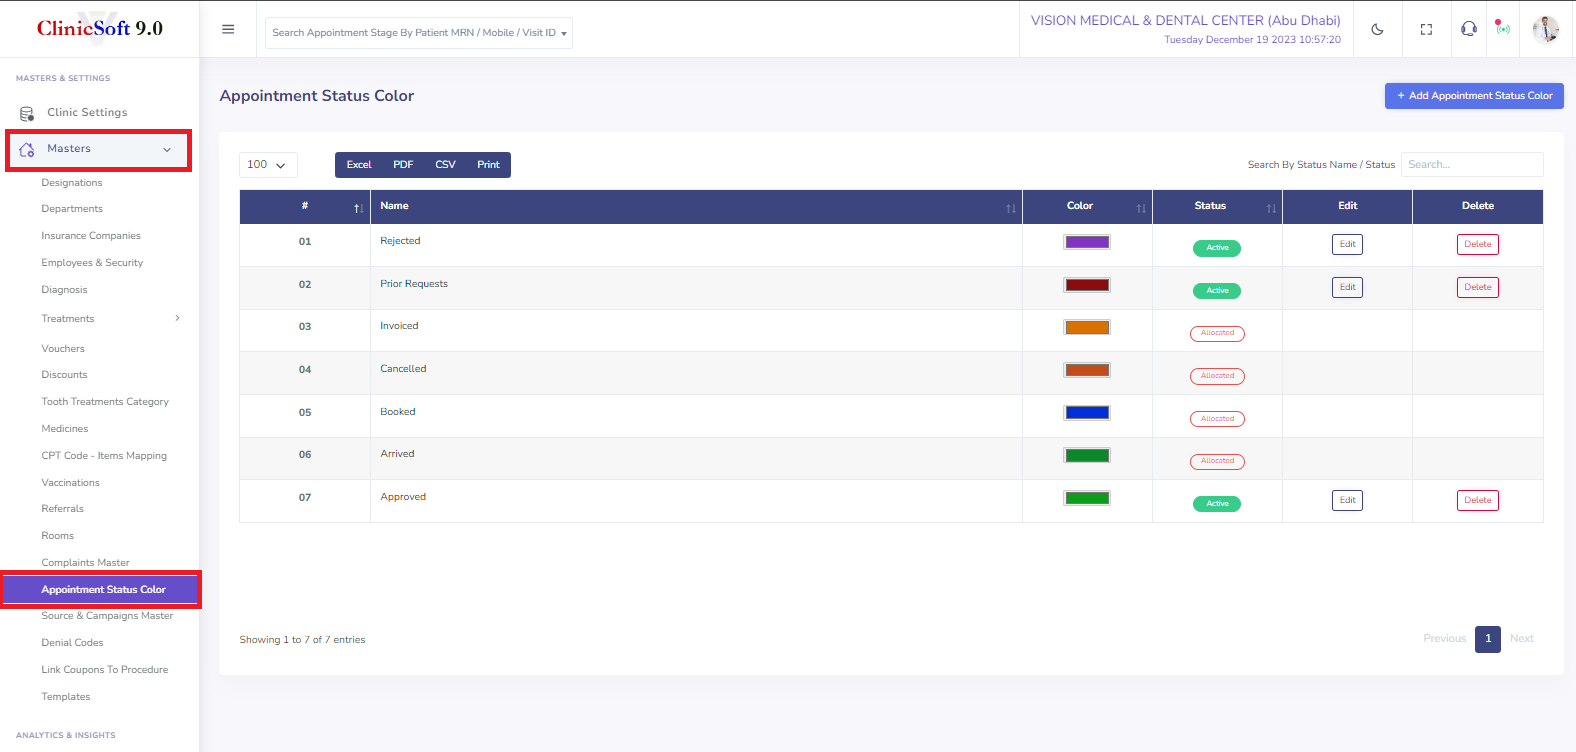 ClinicSoft 9.0
Search Appointment Stage By Patient MRN / Mobile / Visit ID
VISION MEDICAL & DENTAL CENTER (Abu Dhabi)
Tuesday December 19 2023 10:57:20
MASTERS & SETTINGS
Clinic Settings
Masters
Designations
Departments
Insurance Companies
Employees & Security
Diagnosis
Treatments
Vouchers
Discounts
Tooth Treatments Category
Medicines
CPT Code - Items Mapping
Vaccinations
Referrals
Rooms
Complaints Master
Appointment Status Color
Source & Campaigns Master
Denial Codes
Link Coupons To Procedure
Templates
ANALYTICS & INSIGHTS
Appointment Status Color
+ Add Appointment Status Color
100 Excel PDF CSV Print Search By Status Name / Status Search...
# Name Color Status Edit Delete
01 Rejected Active Edit Delete
02 Prior Requests Active Edit Delete
03 Invoiced Allocated
04 Cancelled Allocated
05 Booked Allocated
06 Arrived Allocated
07 Approved Active Edit Delete
Showing 1 to 7 of 7 entries Previous 1 Next